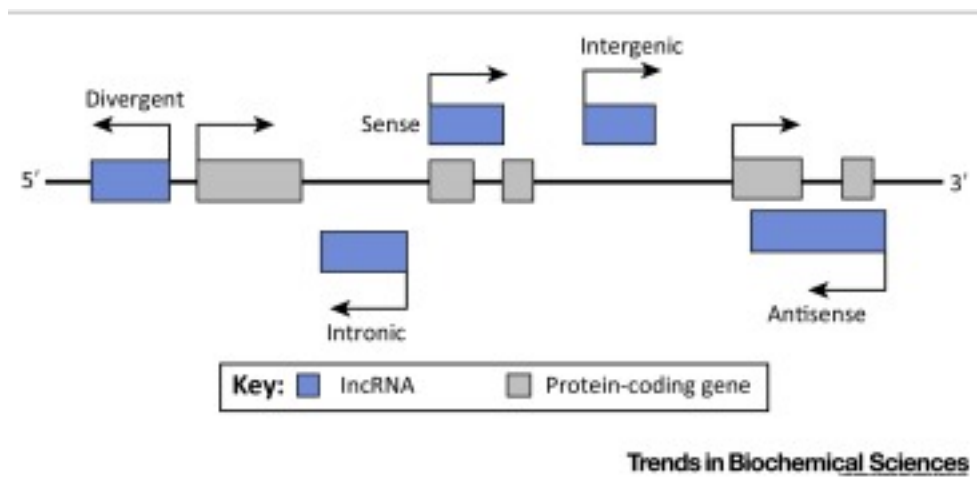 Intergenic
Divergent
Sense
5′
3′
Intronic
Antisense
Key: lncRNA Protein-coding gene
Trends in Biochemical Sciences